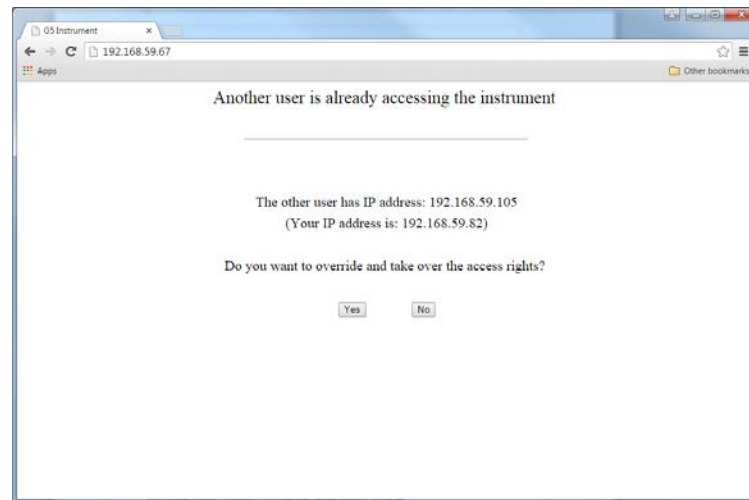 G5 Instrument
192.168.59.67
Apps
Other bookmarks
Another user is already accessing the instrument
The other user has IP address: 192.168.59.105
(Your IP address is: 192.168.59.82)
Do you want to override and take over the access rights?
Yes
No